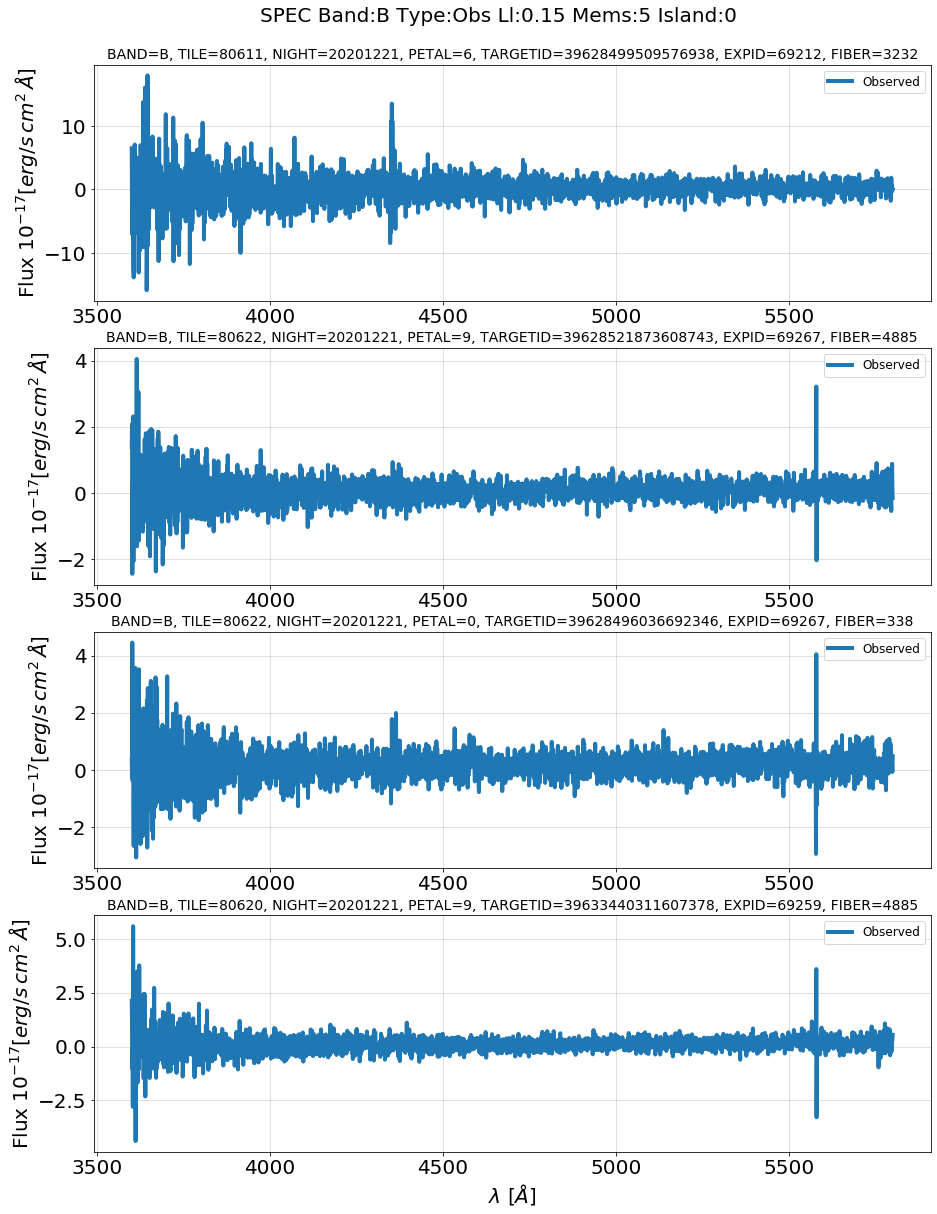 SPEC Band:B Type:Obs Ll:0.15 Mems:5 Island:0
BAND=B, TILE=80611, NIGHT=20201221, PETAL=6, TARGETID=39628499509576938, EXPID=69212, FIBER=3232
Observed
10
0
−10
Flux 10⁻¹⁷[erg/s cm² Å]
3500 4000 4500 5000 5500
BAND=B, TILE=80622, NIGHT=20201221, PETAL=9, TARGETID=39628521873608743, EXPID=69267, FIBER=4885
Observed
4
2
0
−2
Flux 10⁻¹⁷[erg/s cm² Å]
3500 4000 4500 5000 5500
BAND=B, TILE=80622, NIGHT=20201221, PETAL=0, TARGETID=39628496036692346, EXPID=69267, FIBER=338
Observed
4
2
0
−2
Flux 10⁻¹⁷[erg/s cm² Å]
3500 4000 4500 5000 5500
BAND=B, TILE=80620, NIGHT=20201221, PETAL=9, TARGETID=39633440311607378, EXPID=69259, FIBER=4885
Observed
5.0
2.5
0.0
−2.5
Flux 10⁻¹⁷[erg/s cm² Å]
3500 4000 4500 5000 5500
λ [Å]